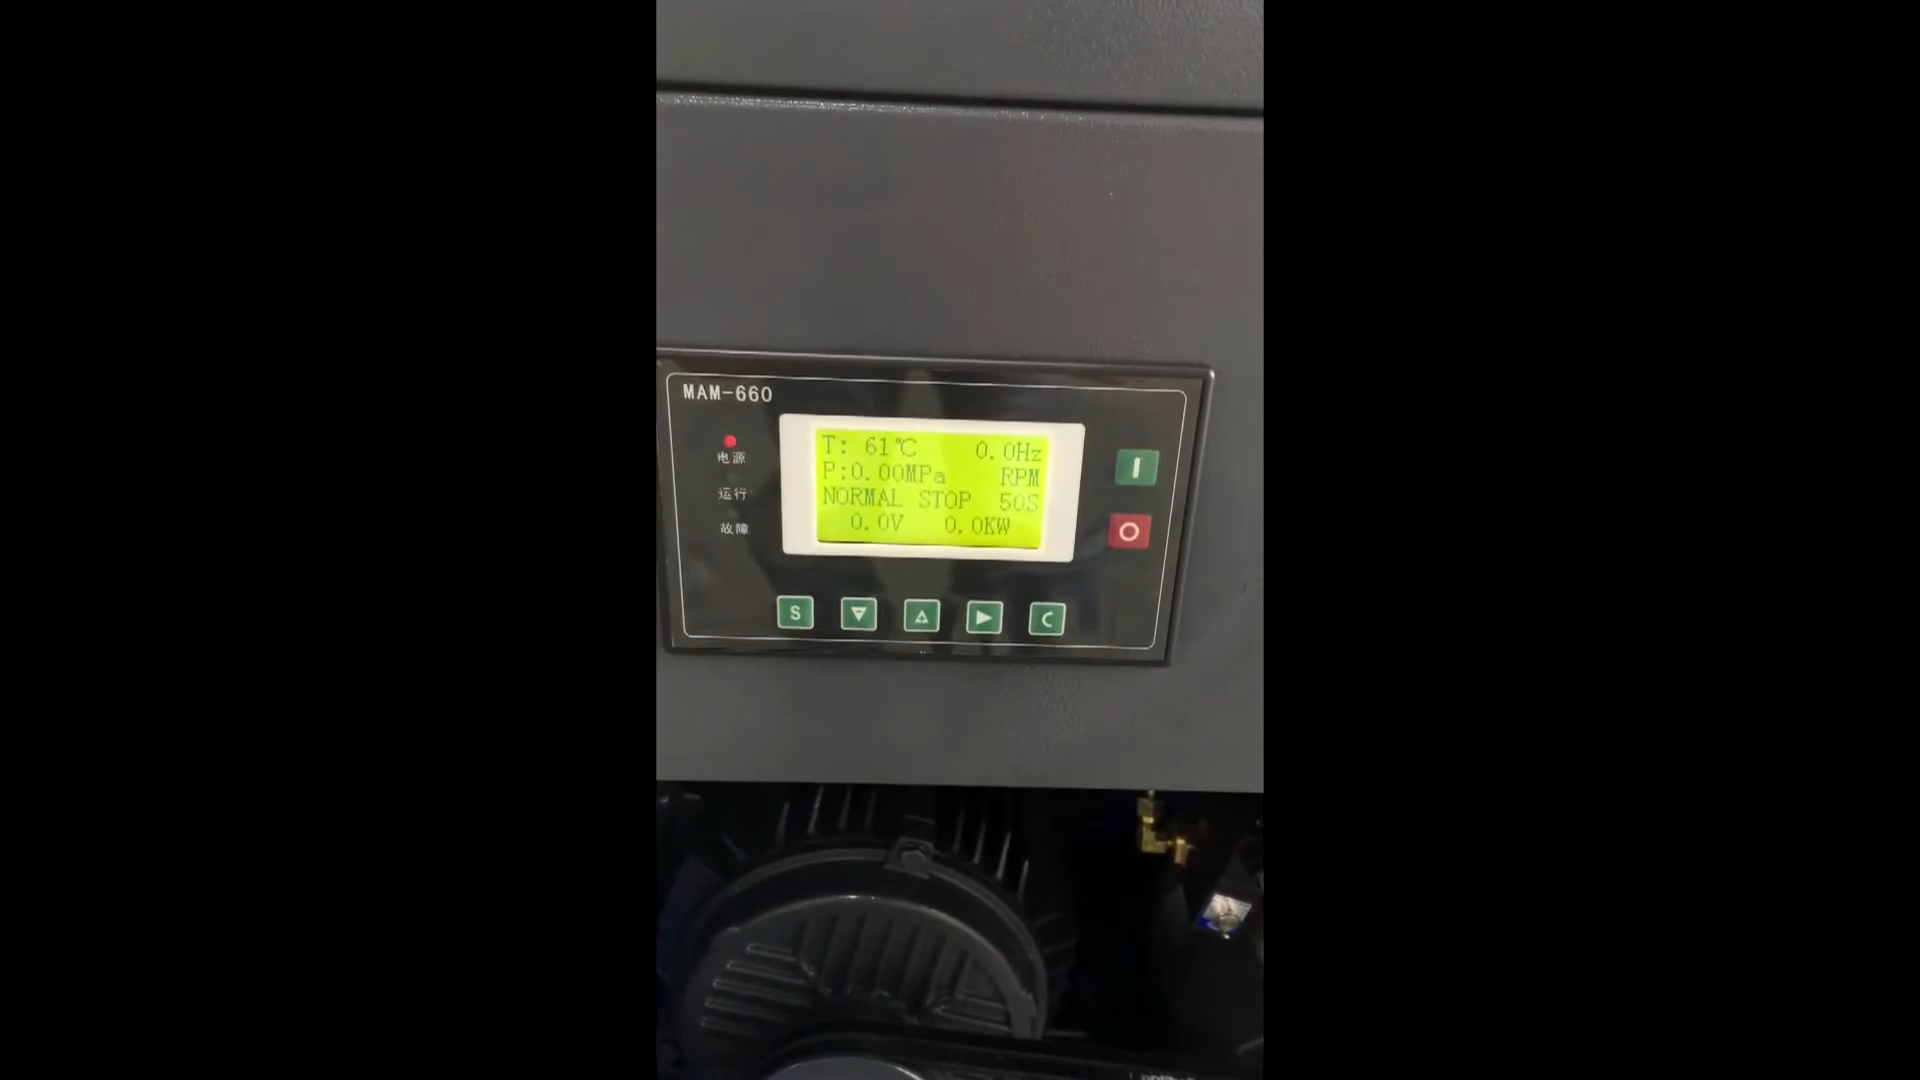 MAM-660
T: 61℃ 0.0Hz
P:0.00MPa RPM
NORMAL STOP 50S
0.0V 0.0KW
电源
运行
故障
S
C